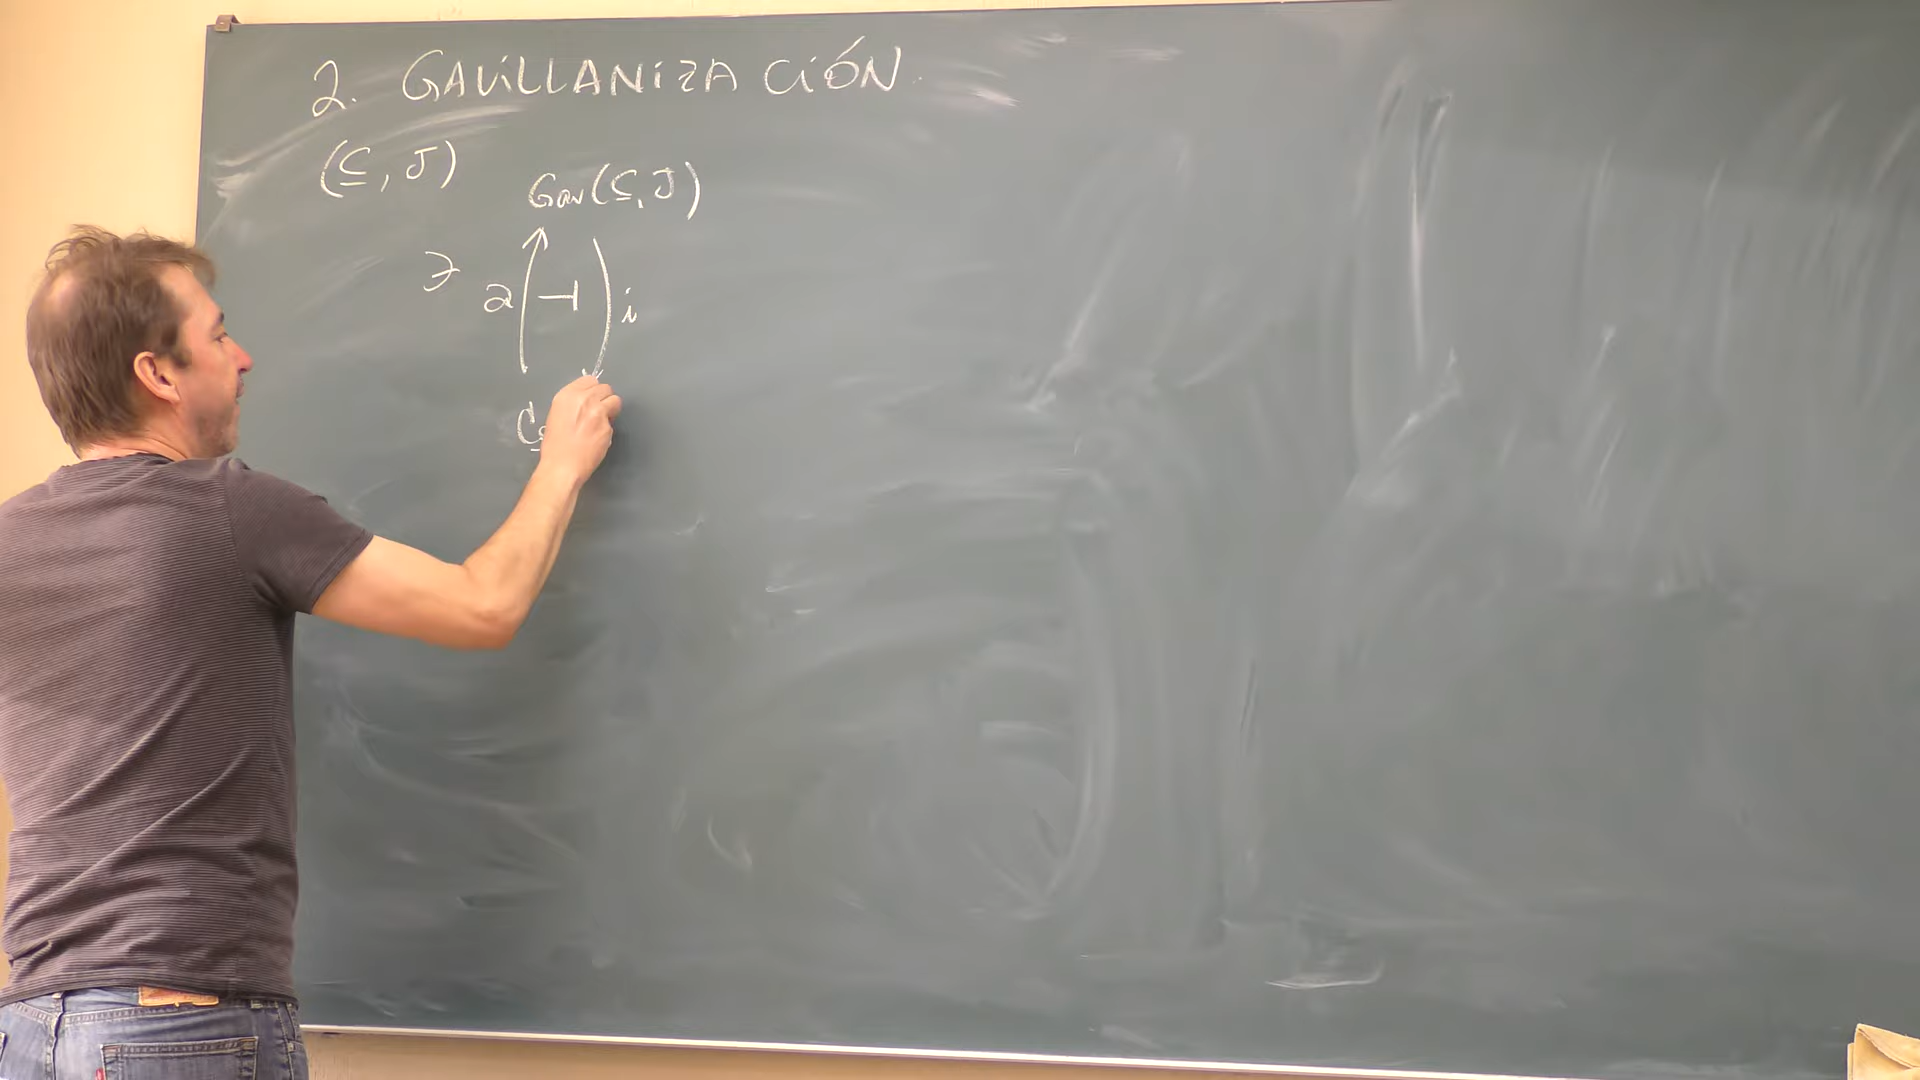 2. GAVILLANIZACIÓN.
(C, J)
Gav(C, J)
∃ a ⊣ i
C